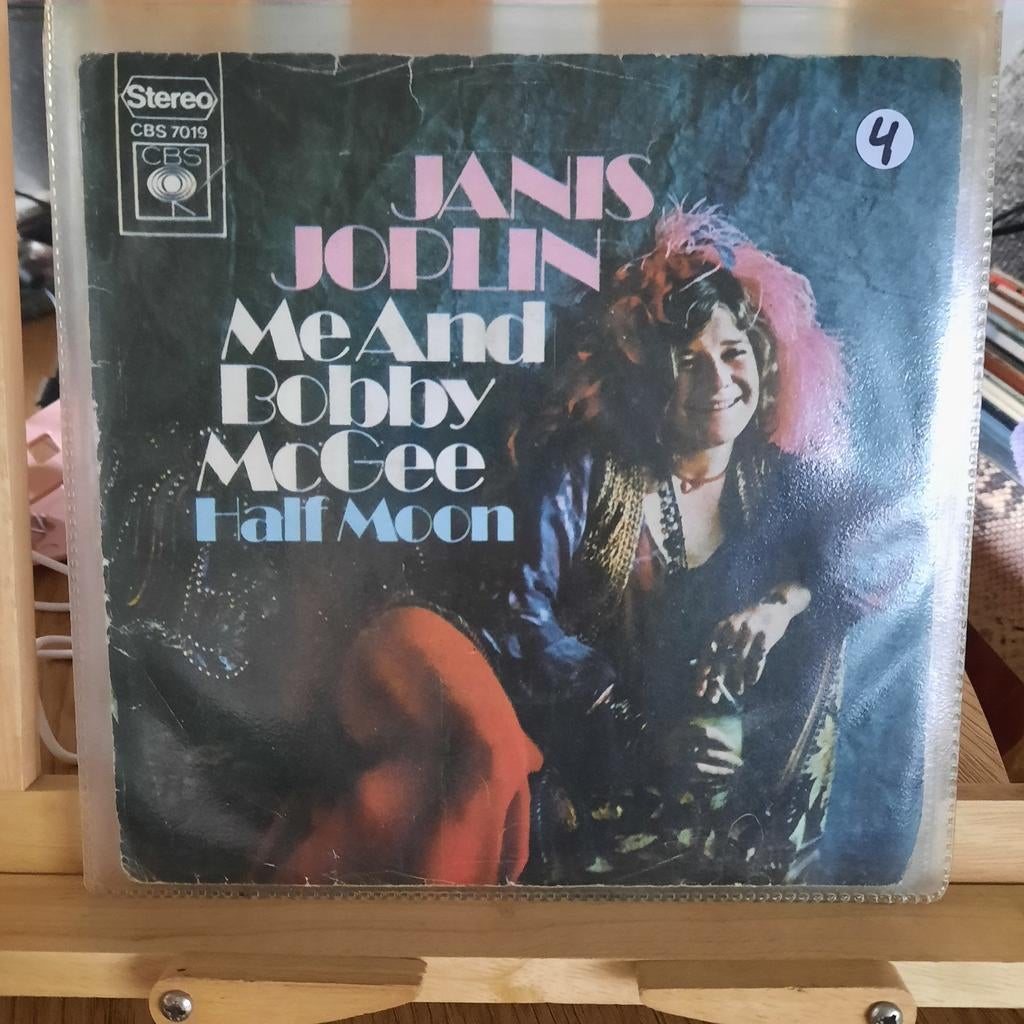 Stereo
CBS 7019
CBS
4
JANIS
JOPLIN
Me And
Bobby
McGee
Half Moon